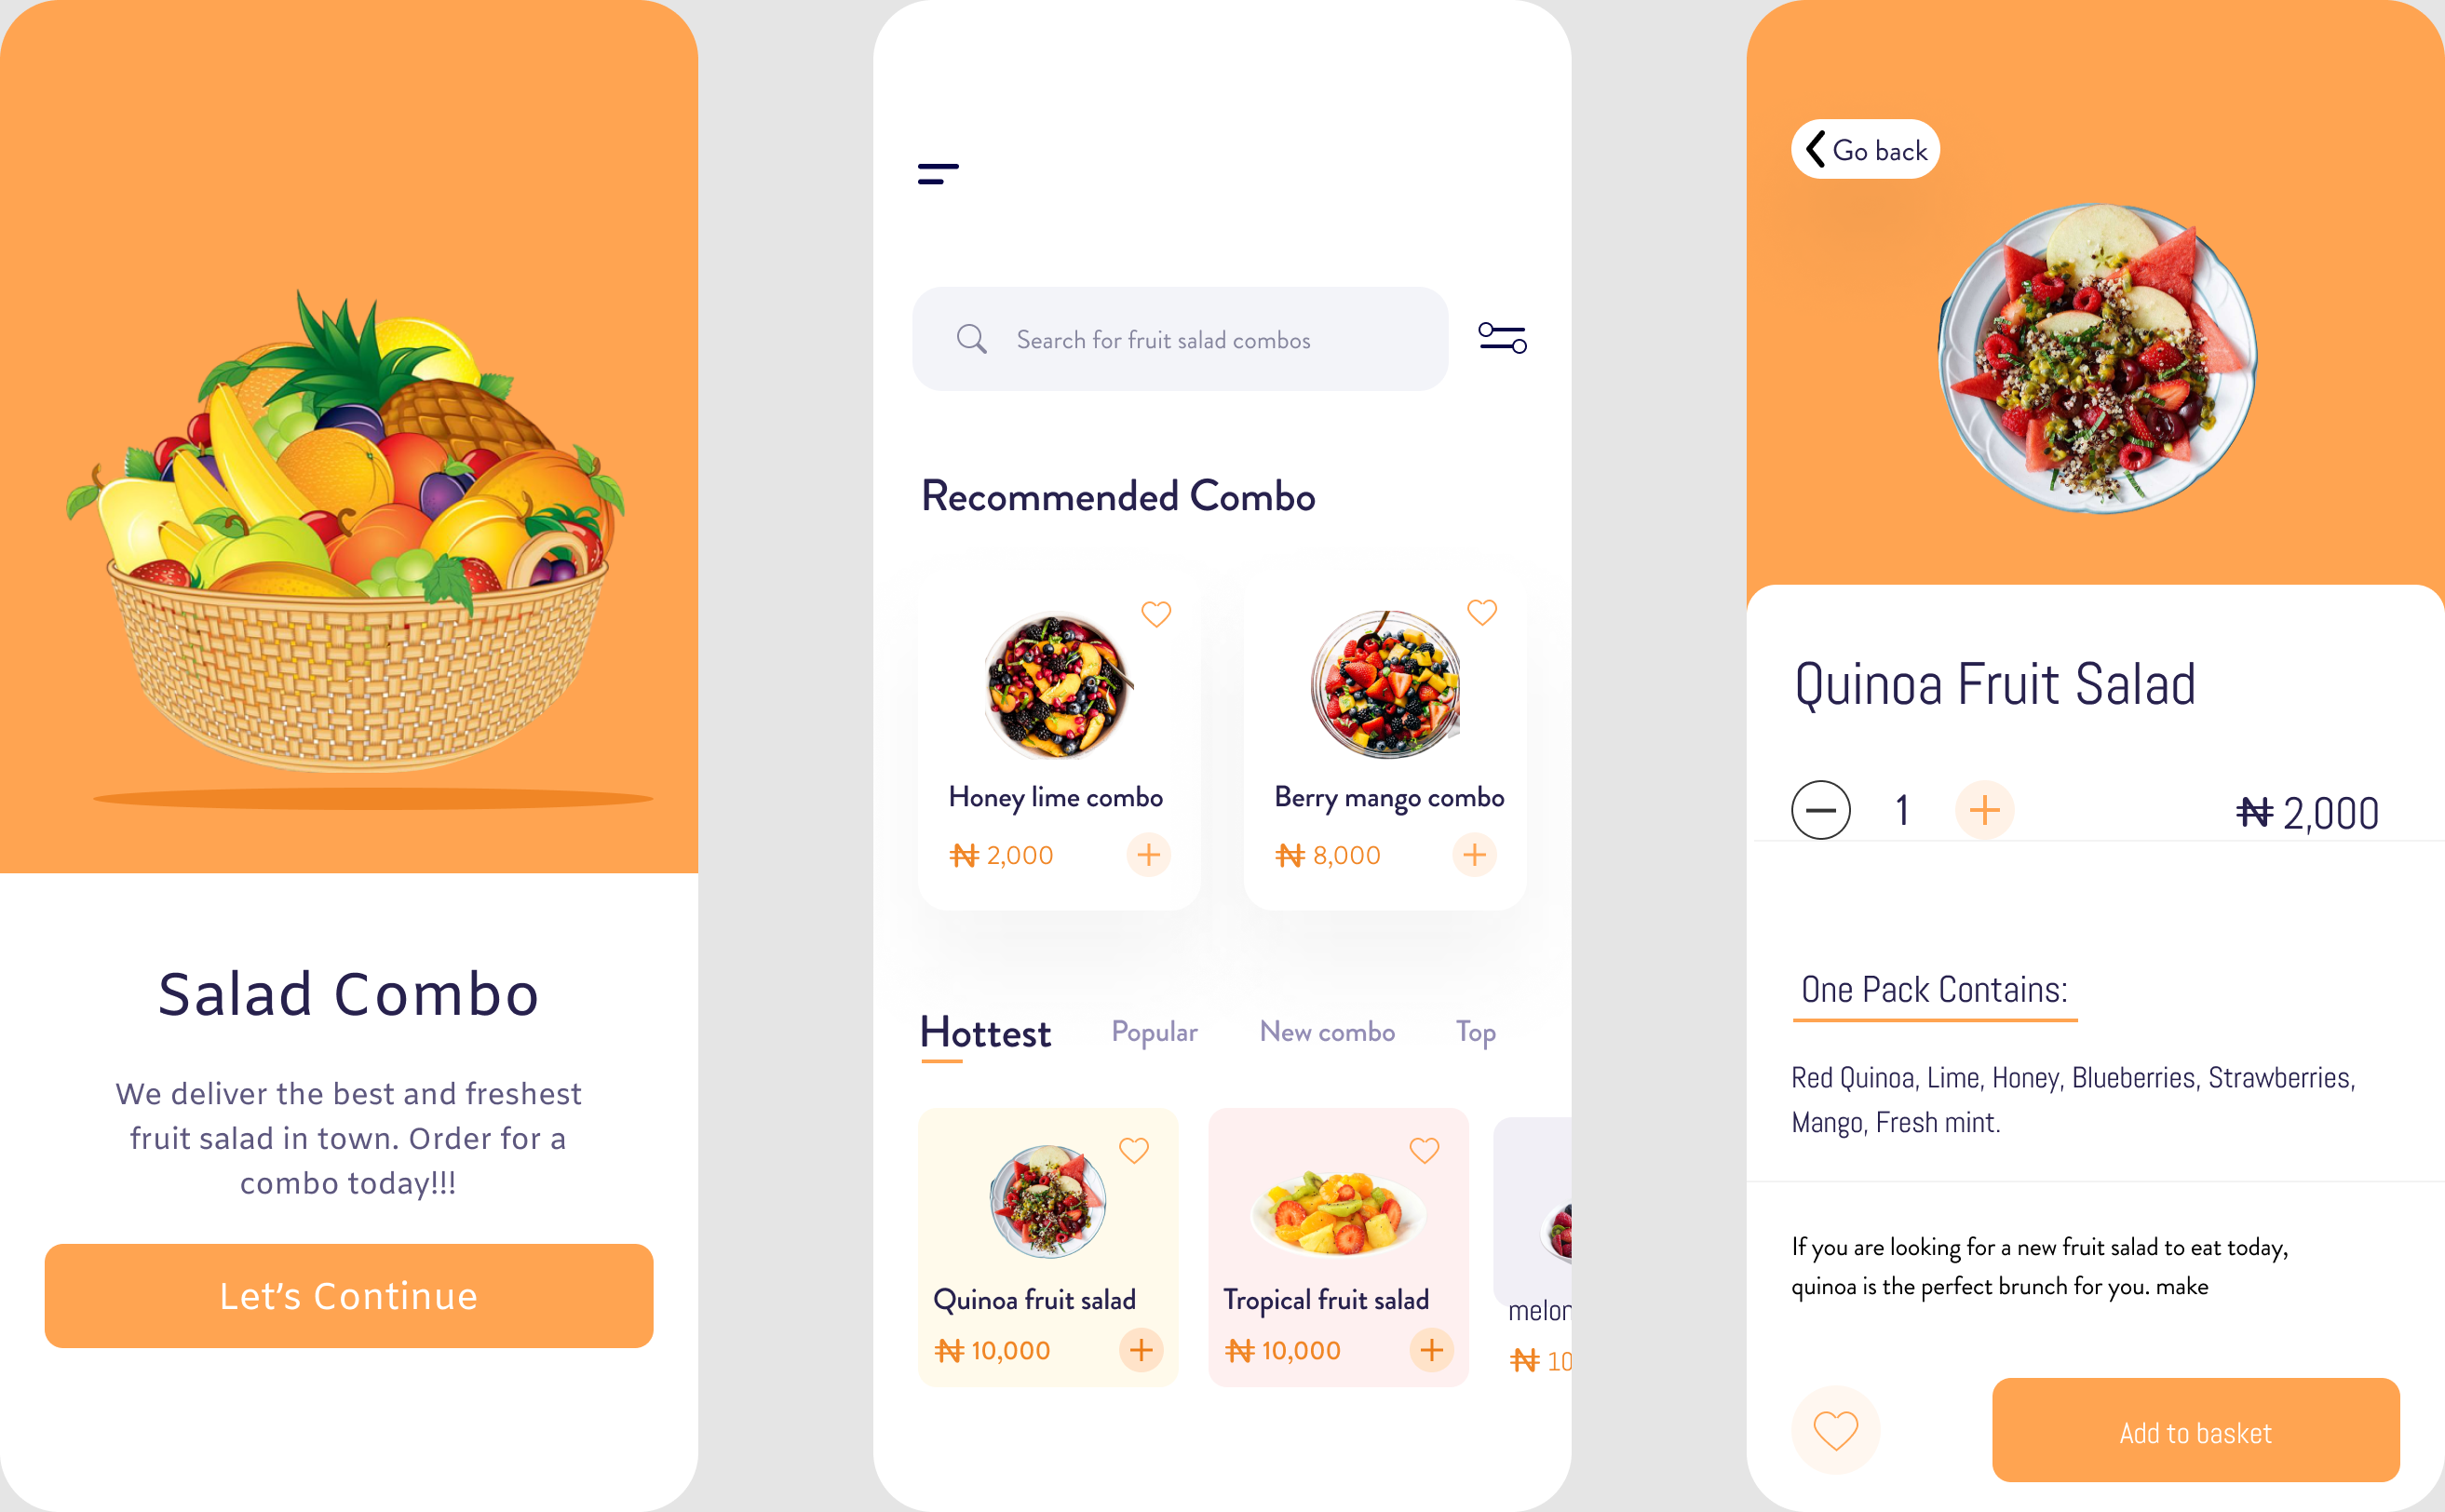 Salad Combo
We deliver the best and freshest
fruit salad in town. Order for a
combo today!!!
Let's Continue
Search for fruit salad combos
Recommended Combo
Honey lime combo
₦ 2,000
Berry mango combo
₦ 8,000
Hottest
Popular
New combo
Top
Quinoa fruit salad
₦ 10,000
Tropical fruit salad
₦ 10,000
melon
₦ 10
Go back
Quinoa Fruit Salad
1
₦ 2,000
One Pack Contains:
Red Quinoa, Lime, Honey, Blueberries, Strawberries,
Mango, Fresh mint.
If you are looking for a new fruit salad to eat today,
quinoa is the perfect brunch for you. make
Add to basket